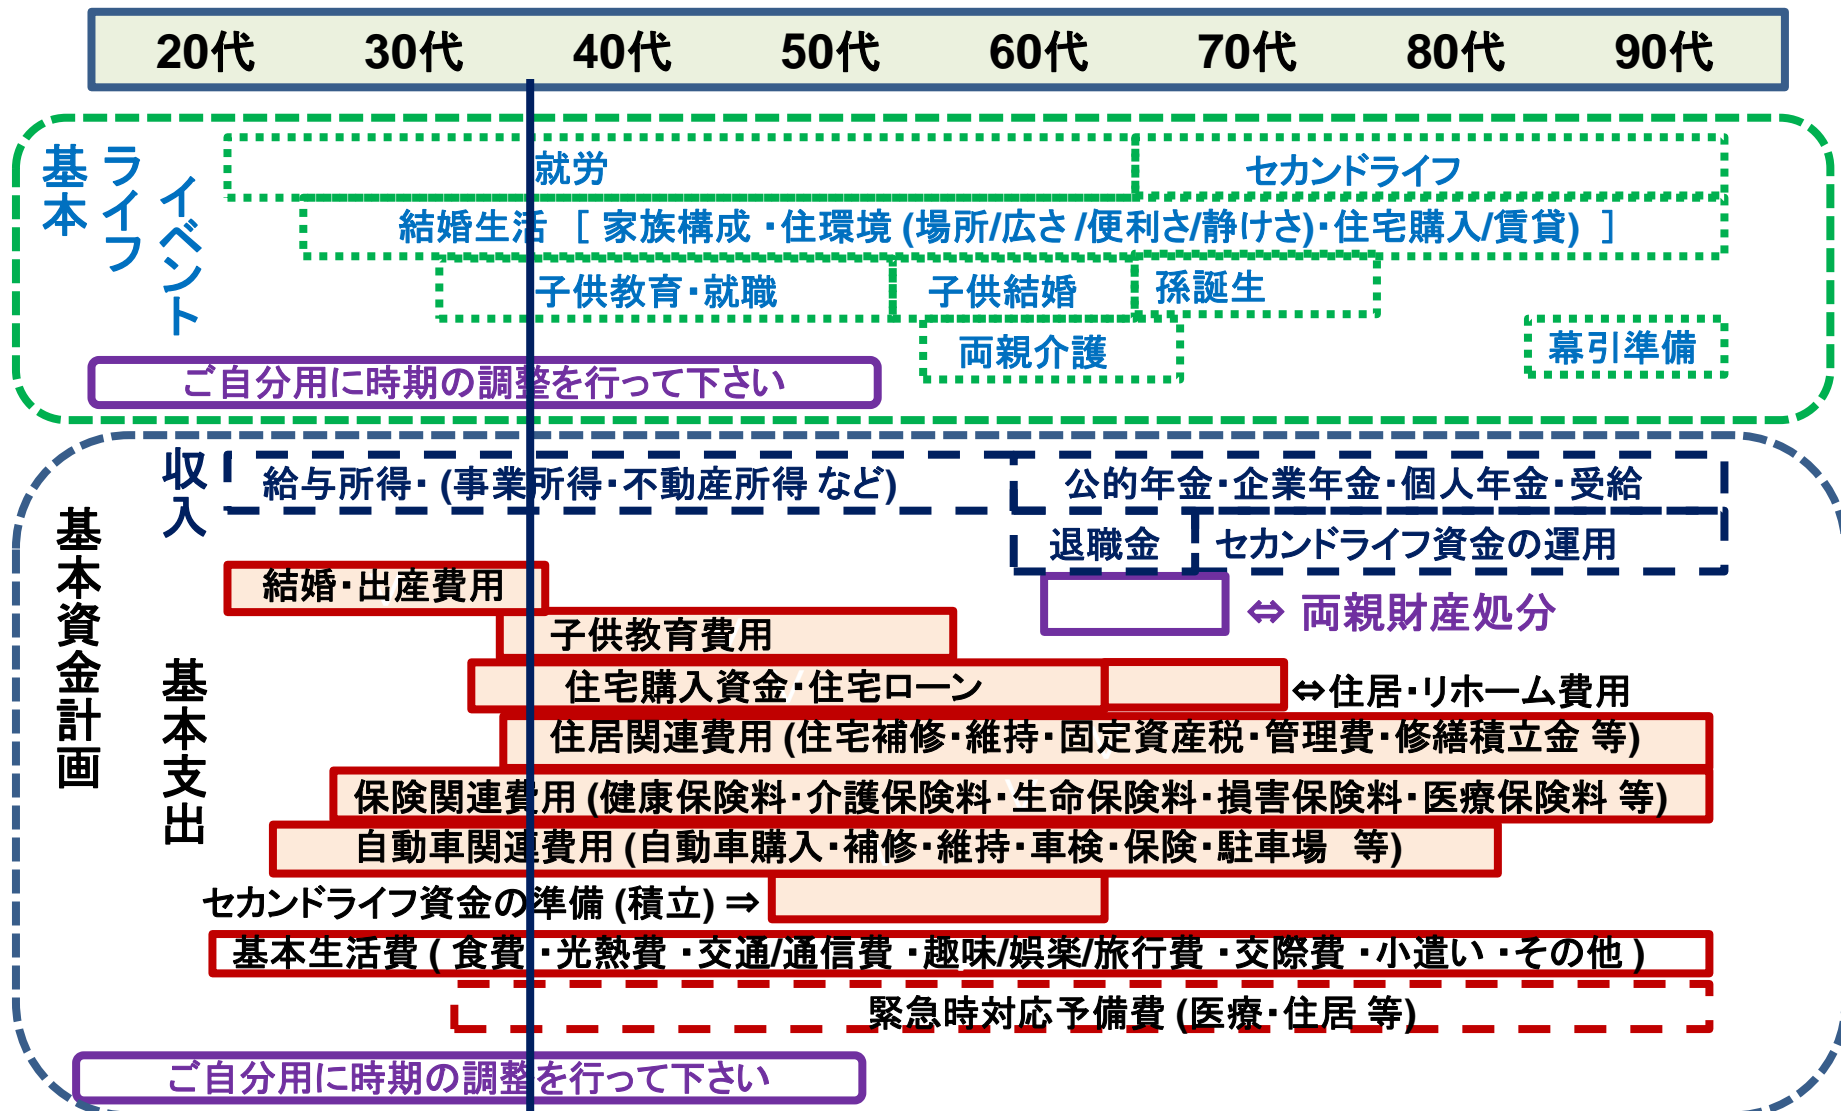 20代 30代 40代 50代 60代 70代 80代 90代
基本
ライフ
イベント
就労
セカンドライフ
結婚生活 [ 家族構成 ・住環境 (場所/広さ /便利さ/静けさ)・住宅購入/賃貸) ]
子供教育・就職
子供結婚
孫誕生
両親介護
幕引準備
ご自分用に時期の調整を行って下さい
基本資金計画
収入
給与所得・ (事業所得・不動産所得 など)
公的年金・企業年金・個人年金・受給
退職金
セカンドライフ資金の運用
⇔ 両親財産処分
基本支出
結婚・出産費用
子供教育費用
住宅購入資金・住宅ローン
⇔住居・リホーム費用
住居関連費用 (住宅補修・維持・固定資産税・管理費・修繕積立金 等)
保険関連費用 (健康保険料・介護保険料・生命保険料・損害保険料・医療保険料 等)
自動車関連費用 (自動車購入・補修・維持・車検・保険・駐車場 等)
セカンドライフ資金の準備 (積立) ⇒
基本生活費 ( 食費 ・光熱費 ・交通/通信費 ・趣味/娯楽/旅行費 ・交際費 ・小遣い ・その他 )
緊急時対応予備費 (医療・住居 等)
ご自分用に時期の調整を行って下さい